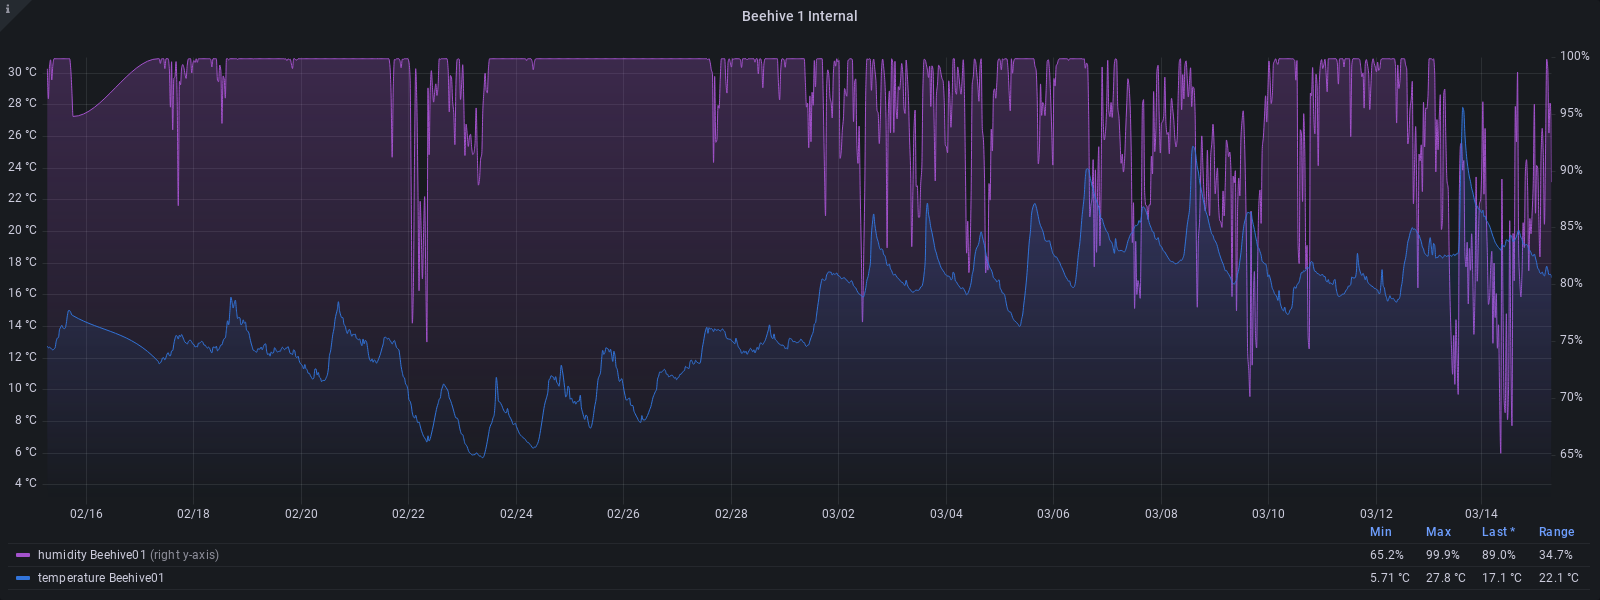 i
Beehive 1 Internal
30 °C
28 °C
26 °C
24 °C
22 °C
20 °C
18 °C
16 °C
14 °C
12 °C
10 °C
8 °C
6 °C
4 °C
100%
95%
90%
85%
80%
75%
70%
65%
02/16 02/18 02/20 02/22 02/24 02/26 02/28 03/02 03/04 03/06 03/08 03/10 03/12 03/14
Min Max Last * Range
humidity Beehive01 (right y-axis) 65.2% 99.9% 89.0% 34.7%
temperature Beehive01 5.71 °C 27.8 °C 17.1 °C 22.1 °C